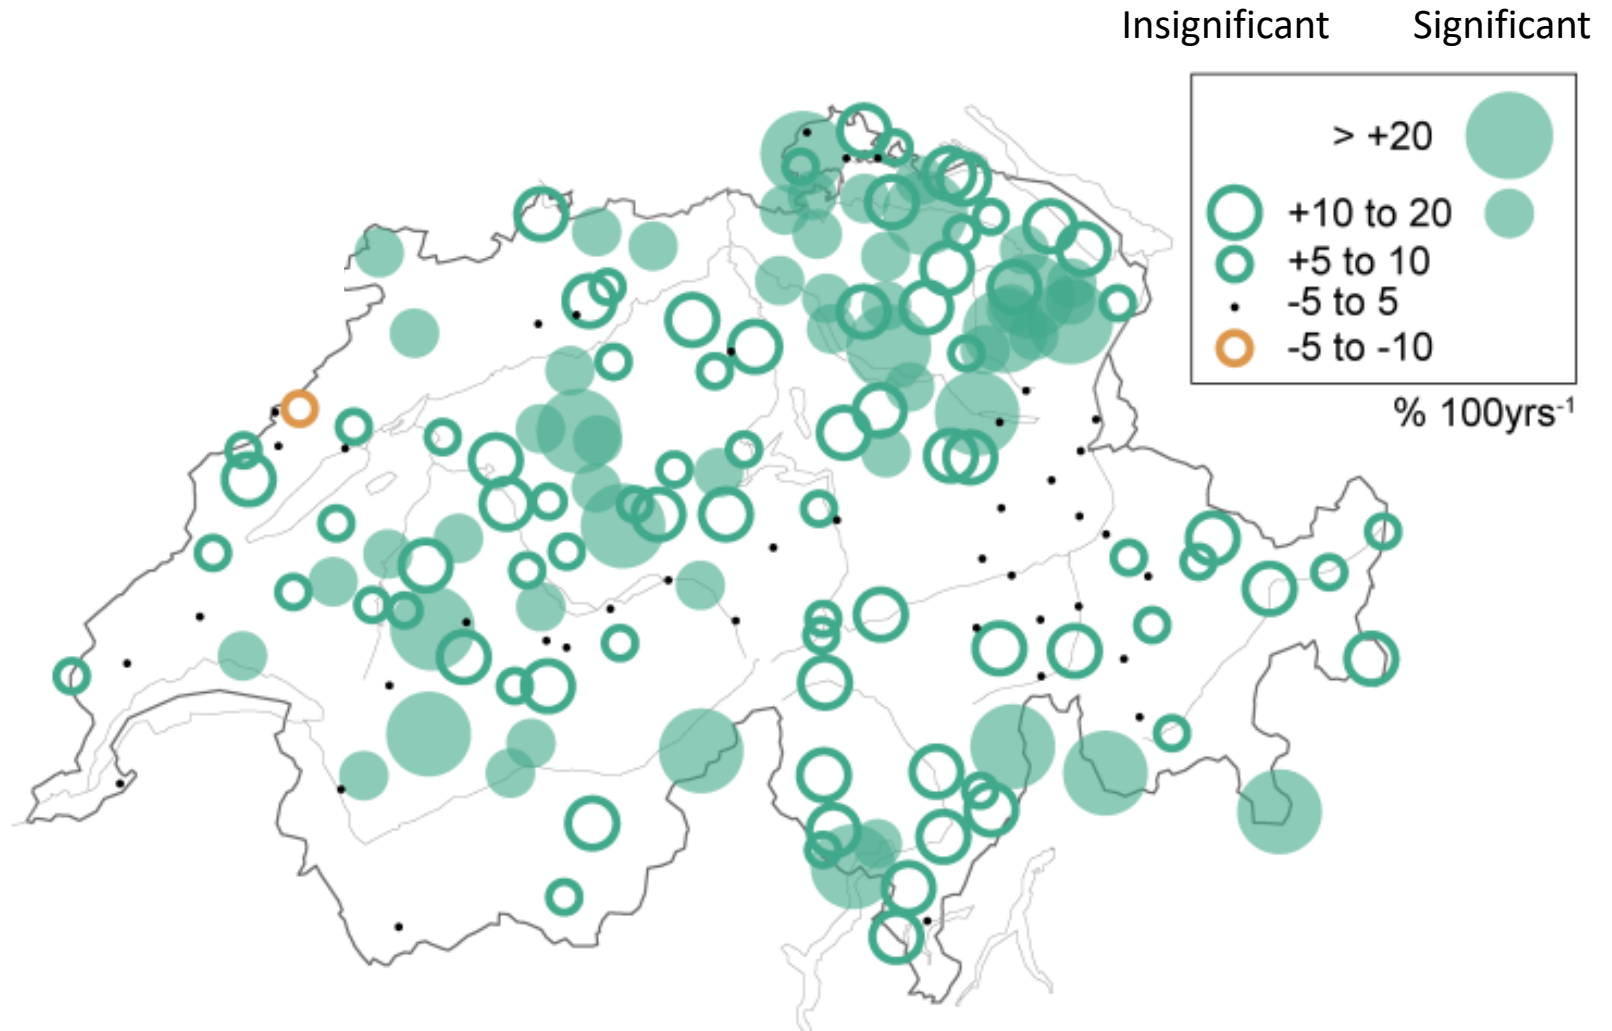 Insignificant Significant
> +20
+10 to 20
+5 to 10
-5 to 5
-5 to -10
% 100yrs⁻¹